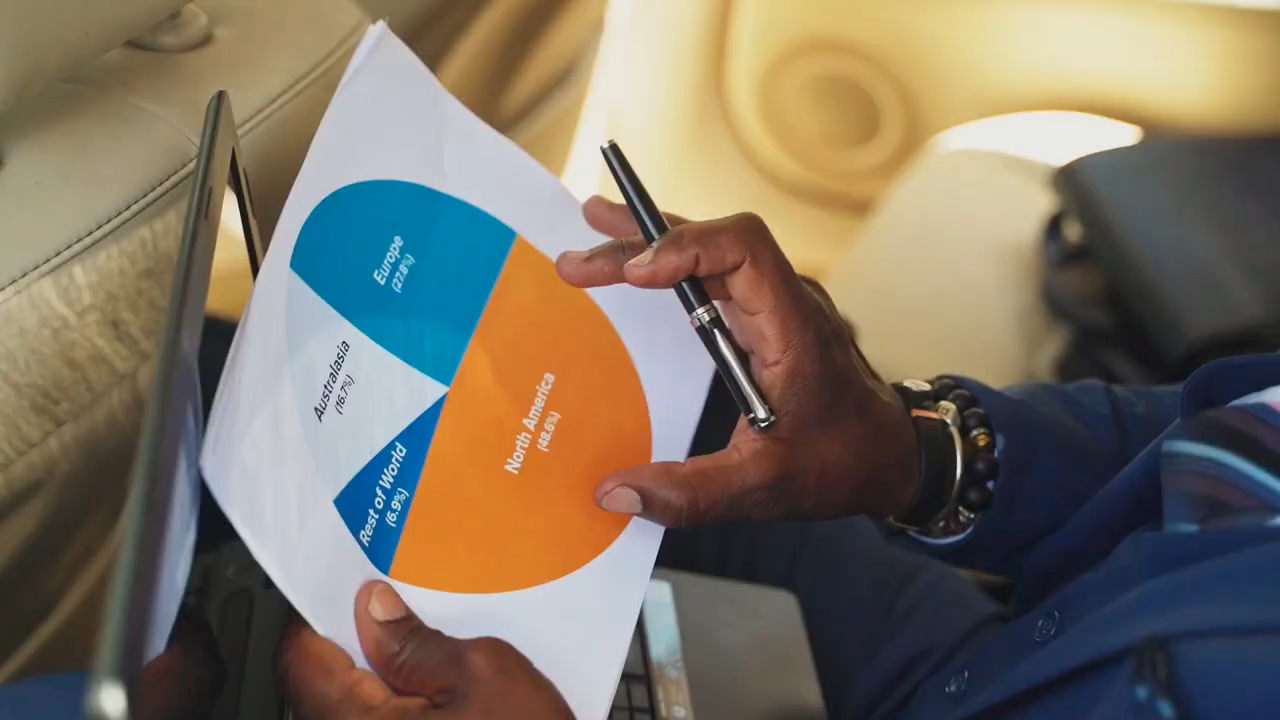 Europe
(27.8%)
Australasia
(16.7%)
North America
(48.6%)
Rest of World
(6.9%)